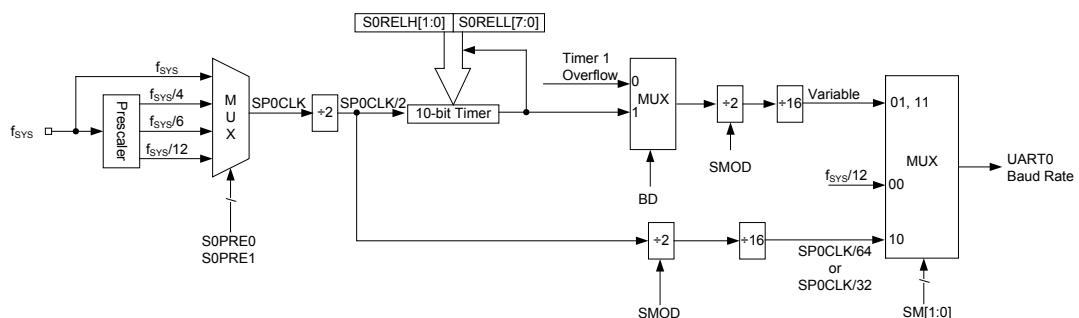 S0RELH[1:0] S0RELL[7:0]
fSYS
fSYS
Prescaler
fSYS/4
fSYS/6
fSYS/12
MUX
SP0CLK
÷2
SP0CLK/2
10-bit Timer
Timer 1
Overflow
0
1
MUX
BD
÷2
SMOD
÷16
Variable
01, 11
fSYS/12
00
MUX
UART0
Baud Rate
S0PRE0
S0PRE1
÷2
SMOD
÷16
SP0CLK/64
or
SP0CLK/32
10
SM[1:0]